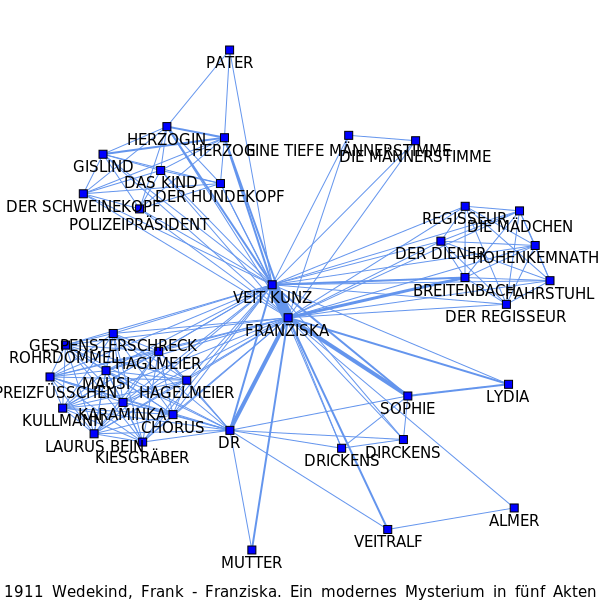 PATER
HERZOGIN
HERZOG
EINE TIEFE MÄNNERSTIMME
DIE MÄNNERSTIMME
GISLIND
DAS KIND
DER HUNDEKOPF
DER SCHWEINEKOPF
POLIZEIPRÄSIDENT
REGISSEUR
DIE MÄDCHEN
DER DIENER
HOHENKEMNATH
BREITENBACH
FAHRSTUHL
DER REGISSEUR
VEIT KUNZ
FRANZISKA
GESPENSTERSCHRECK
ROHRDOMMEL
HAGLMEIER
MAUSI
PREIZFÜSSCHEN
HAGELMEIER
KARAMINKA
KULLMANN
CHORUS
LAURUS BEIN
KIESGRÄBER
DR
SOPHIE
LYDIA
DRICKENS
DIRCKENS
ALMER
VEITRALF
MUTTER
1911 Wedekind, Frank - Franziska. Ein modernes Mysterium in fünf Akten